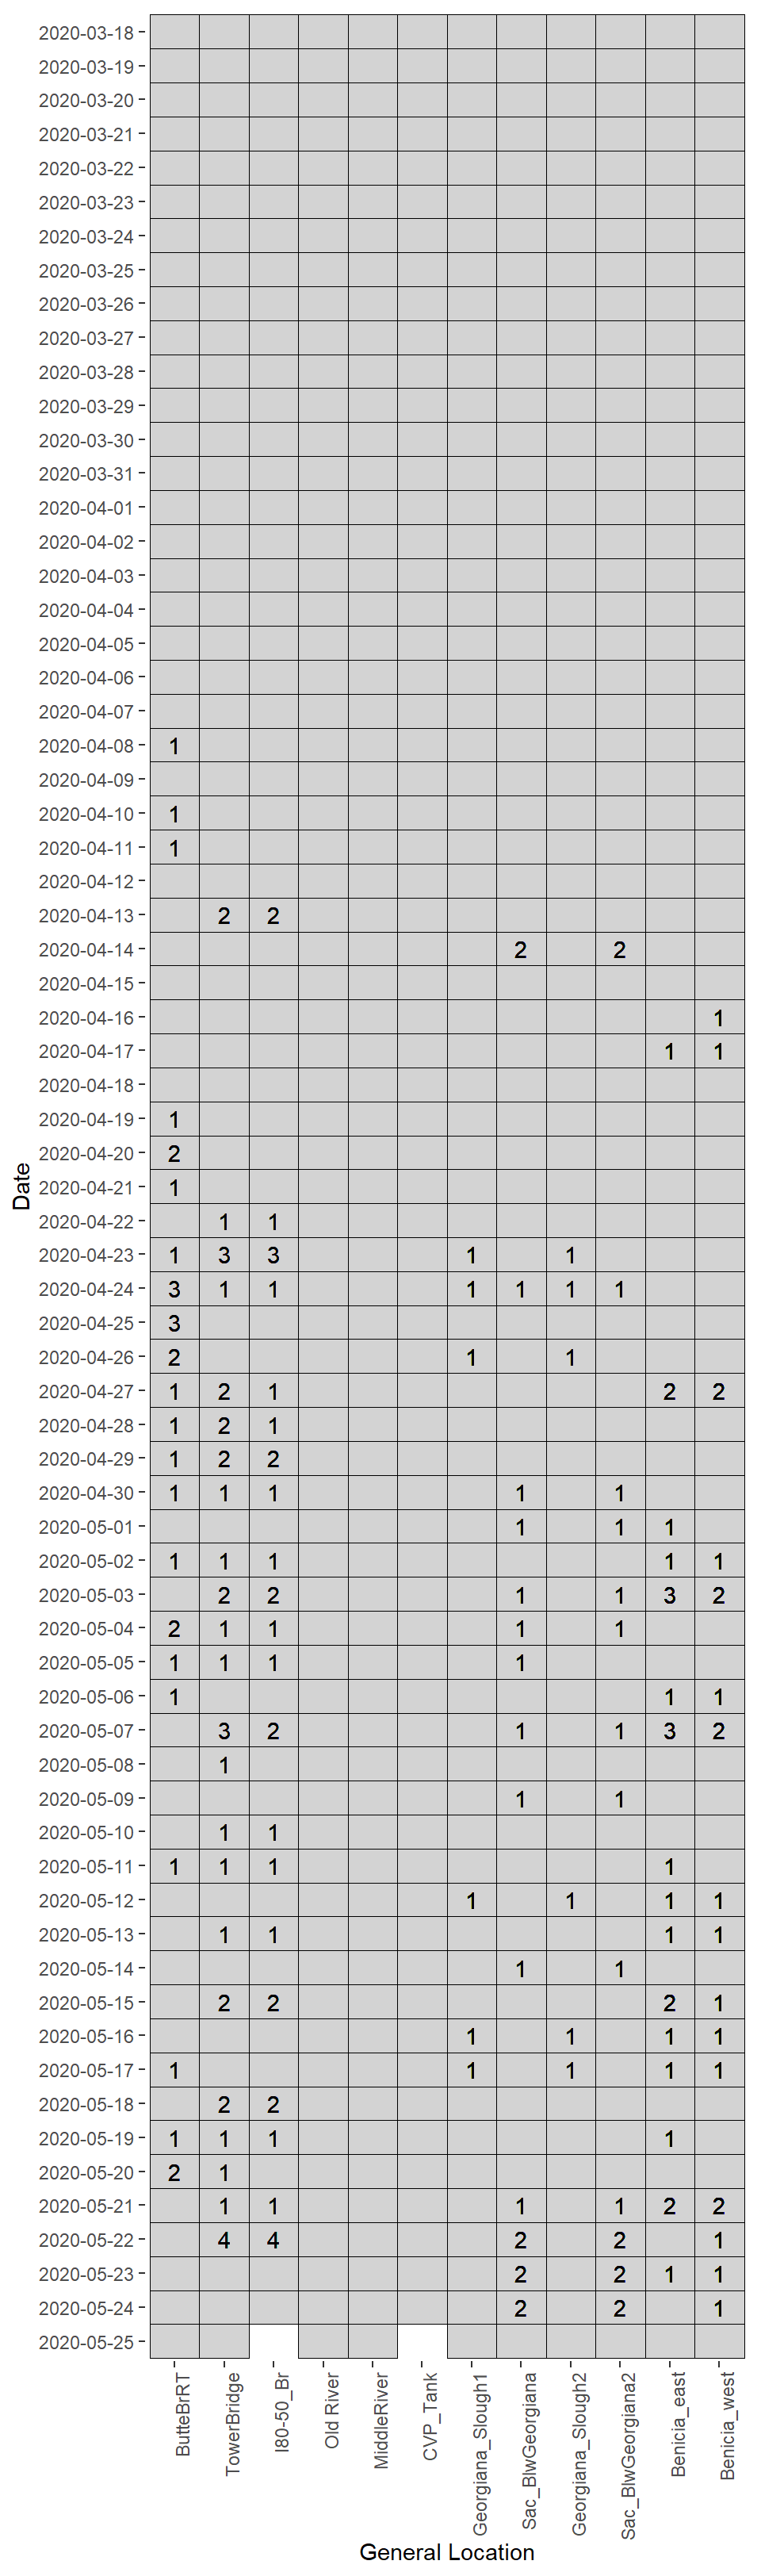 2020-03-18
2020-03-19
2020-03-20
2020-03-21
2020-03-22
2020-03-23
2020-03-24
2020-03-25
2020-03-26
2020-03-27
2020-03-28
2020-03-29
2020-03-30
2020-03-31
2020-04-01
2020-04-02
2020-04-03
2020-04-04
2020-04-05
2020-04-06
2020-04-07
2020-04-08 1
2020-04-09
2020-04-10 1
2020-04-11 1
2020-04-12
2020-04-13 2 2
2020-04-14 2 2
2020-04-15
2020-04-16 1
2020-04-17 1 1
2020-04-18
2020-04-19 1
2020-04-20 2
2020-04-21 1
2020-04-22 1 1
2020-04-23 1 3 3 1 1
2020-04-24 3 1 1 1 1 1 1
2020-04-25 3
2020-04-26 2 1 1
2020-04-27 1 2 1 2 2
2020-04-28 1 2 1
2020-04-29 1 2 2
2020-04-30 1 1 1 1 1
2020-05-01 1 1 1
2020-05-02 1 1 1 1 1
2020-05-03 2 2 1 1 3 2
2020-05-04 2 1 1 1 1
2020-05-05 1 1 1 1
2020-05-06 1 1 1
2020-05-07 3 2 1 1 3 2
2020-05-08 1
2020-05-09 1 1
2020-05-10 1 1
2020-05-11 1 1 1 1
2020-05-12 1 1 1 1
2020-05-13 1 1 1 1
2020-05-14 1 1
2020-05-15 2 2 2 1
2020-05-16 1 1 1 1
2020-05-17 1 1 1 1 1
2020-05-18 2 2
2020-05-19 1 1 1 1
2020-05-20 2 1
2020-05-21 1 1 1 1 2 2
2020-05-22 4 4 2 2 1
2020-05-23 2 2 1 1
2020-05-24 2 2 1
2020-05-25
Date
ButteBrRT
TowerBridge
I80-50_Br
Old River
MiddleRiver
CVP_Tank
Georgiana_Slough1
Sac_BlwGeorgiana
Georgiana_Slough2
Sac_BlwGeorgiana2
Benicia_east
Benicia_west
General Location